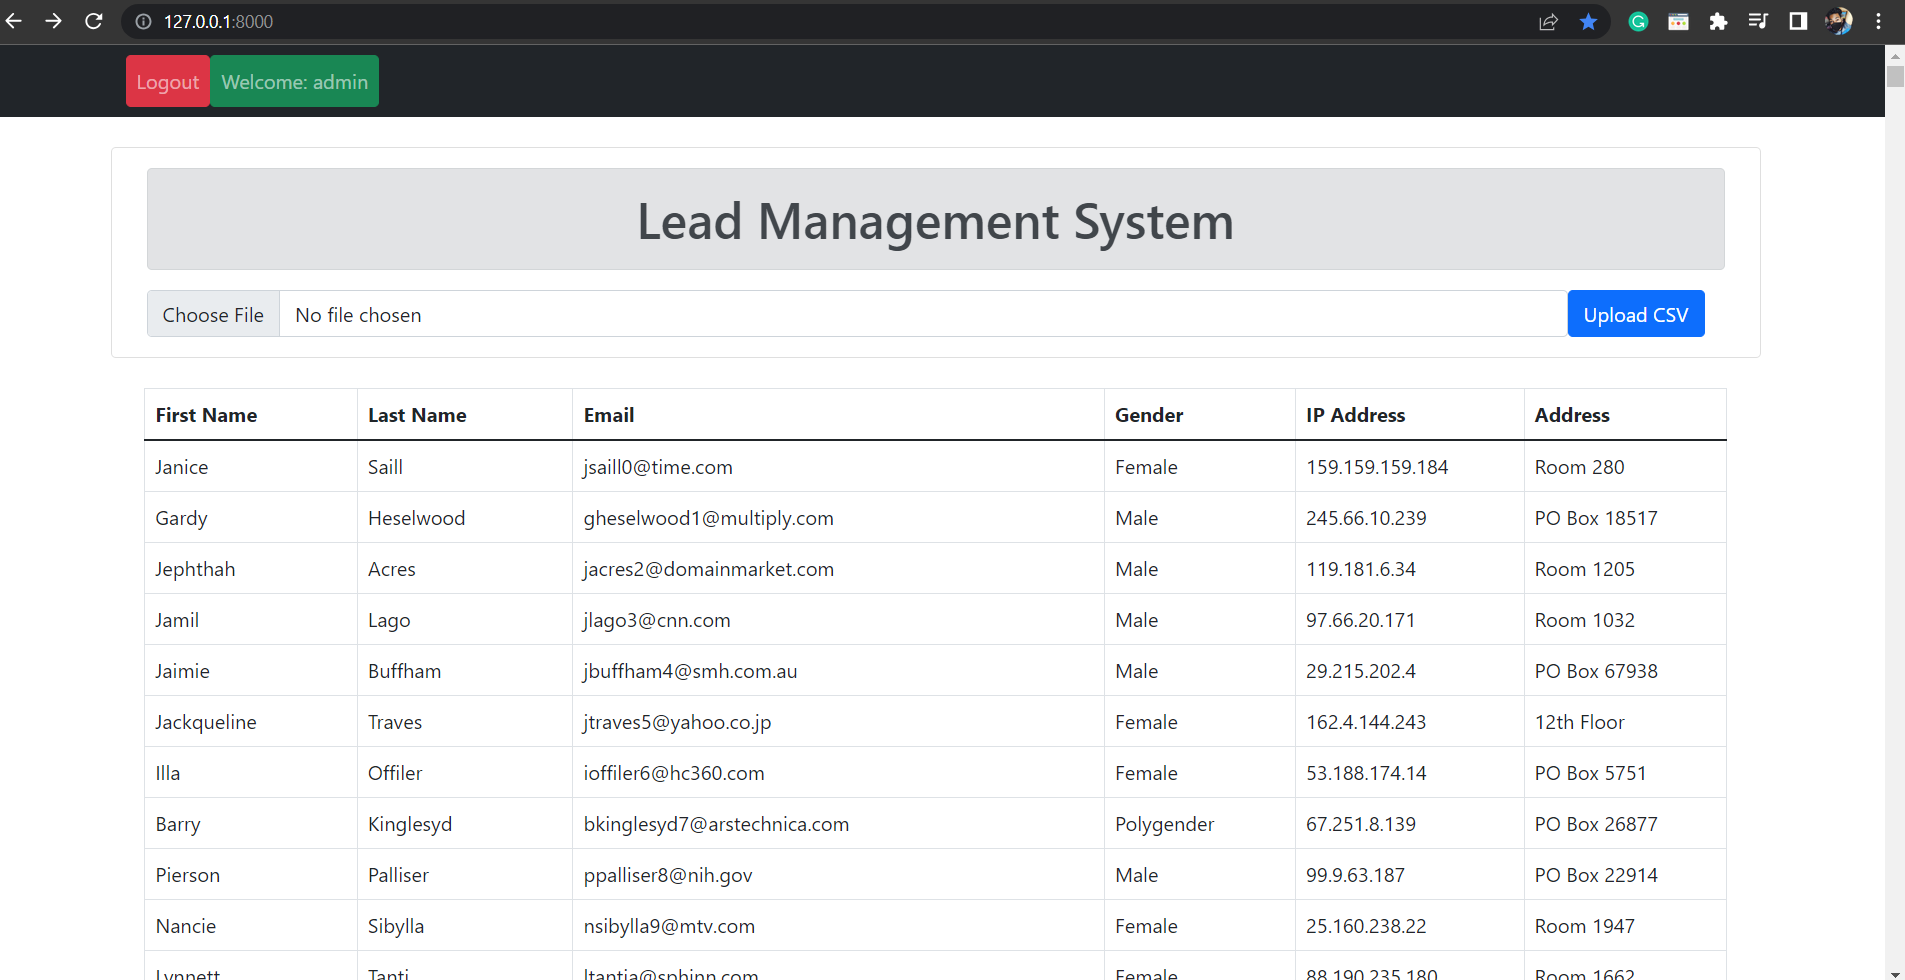 127.0.0.1:8000
Logout Welcome: admin
Lead Management System
Choose File No file chosen Upload CSV
First Name Last Name Email Gender IP Address Address
Janice Saill jsaill0@time.com Female 159.159.159.184 Room 280
Gardy Heselwood gheselwood1@multiply.com Male 245.66.10.239 PO Box 18517
Jephthah Acres jacres2@domainmarket.com Male 119.181.6.34 Room 1205
Jamil Lago jlago3@cnn.com Male 97.66.20.171 Room 1032
Jaimie Buffham jbuffham4@smh.com.au Male 29.215.202.4 PO Box 67938
Jackqueline Traves jtraves5@yahoo.co.jp Female 162.4.144.243 12th Floor
Illa Offiler ioffiler6@hc360.com Female 53.188.174.14 PO Box 5751
Barry Kinglesyd bkinglesyd7@arstechnica.com Polygender 67.251.8.139 PO Box 26877
Pierson Palliser ppalliser8@nih.gov Male 99.9.63.187 PO Box 22914
Nancie Sibylla nsibylla9@mtv.com Female 25.160.238.22 Room 1947
Lynnett Tanti ltantia@sphinn.com Female 88.190.235.180 Room 1662